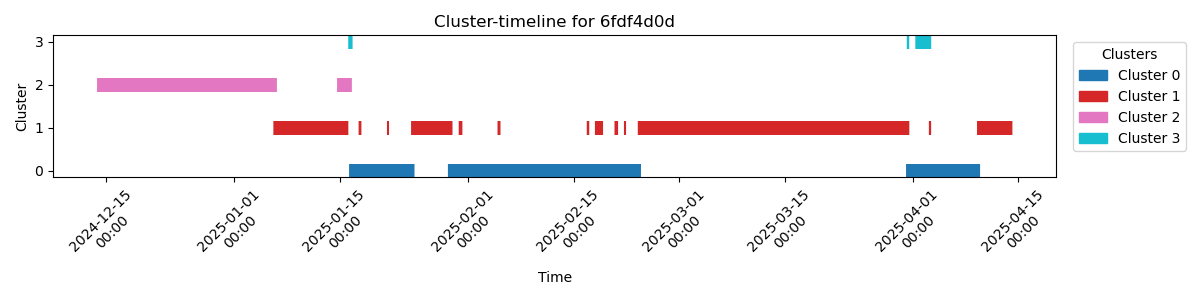 Cluster-timeline for 6fdf4d0d
3
2
1
0
Cluster
2024-12-15
00:00
2025-01-01
00:00
2025-01-15
00:00
2025-02-01
00:00
2025-02-15
00:00
2025-03-01
00:00
2025-03-15
00:00
2025-04-01
00:00
2025-04-15
00:00
Time
Clusters
Cluster 0
Cluster 1
Cluster 2
Cluster 3